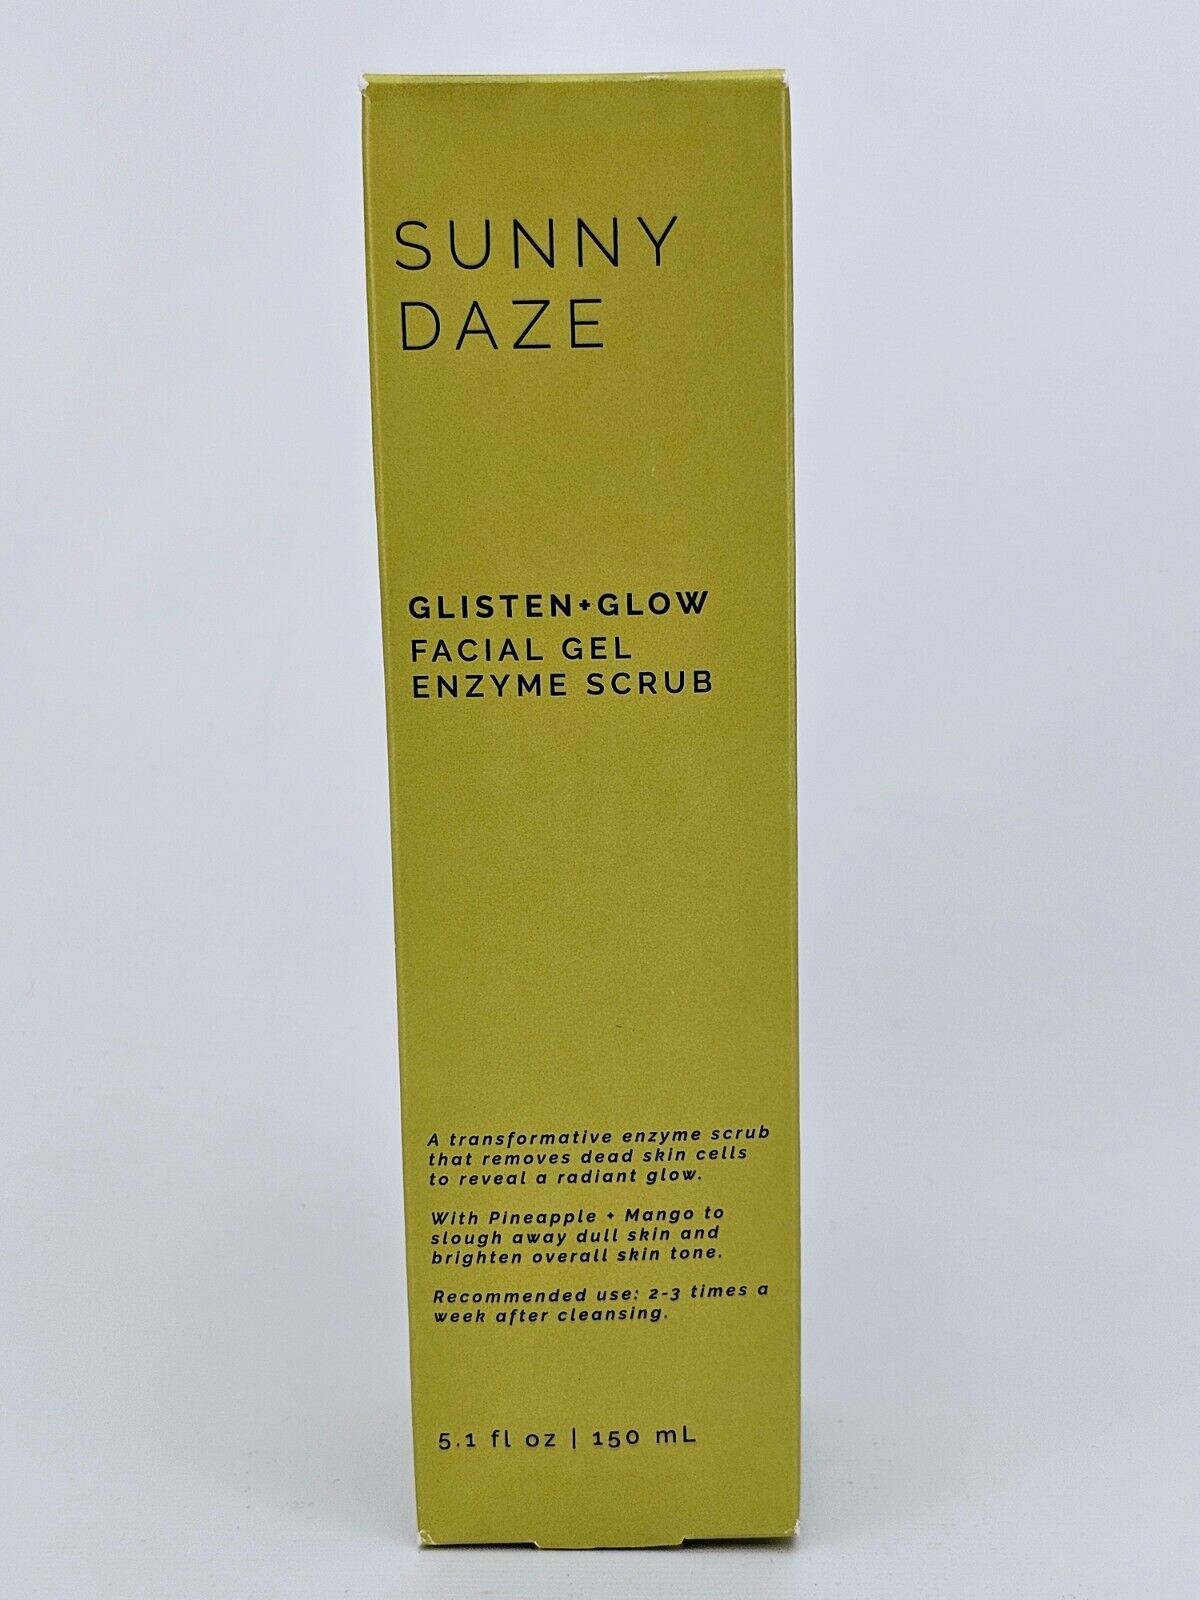 SUNNY
DAZE
GLISTEN+GLOW
FACIAL GEL
ENZYME SCRUB
A transformative enzyme scrub
that removes dead skin cells
to reveal a radiant glow.
With Pineapple + Mango to
slough away dull skin and
brighten overall skin tone.
Recommended use: 2-3 times a
week after cleansing.
5.1 fl oz | 150 mL